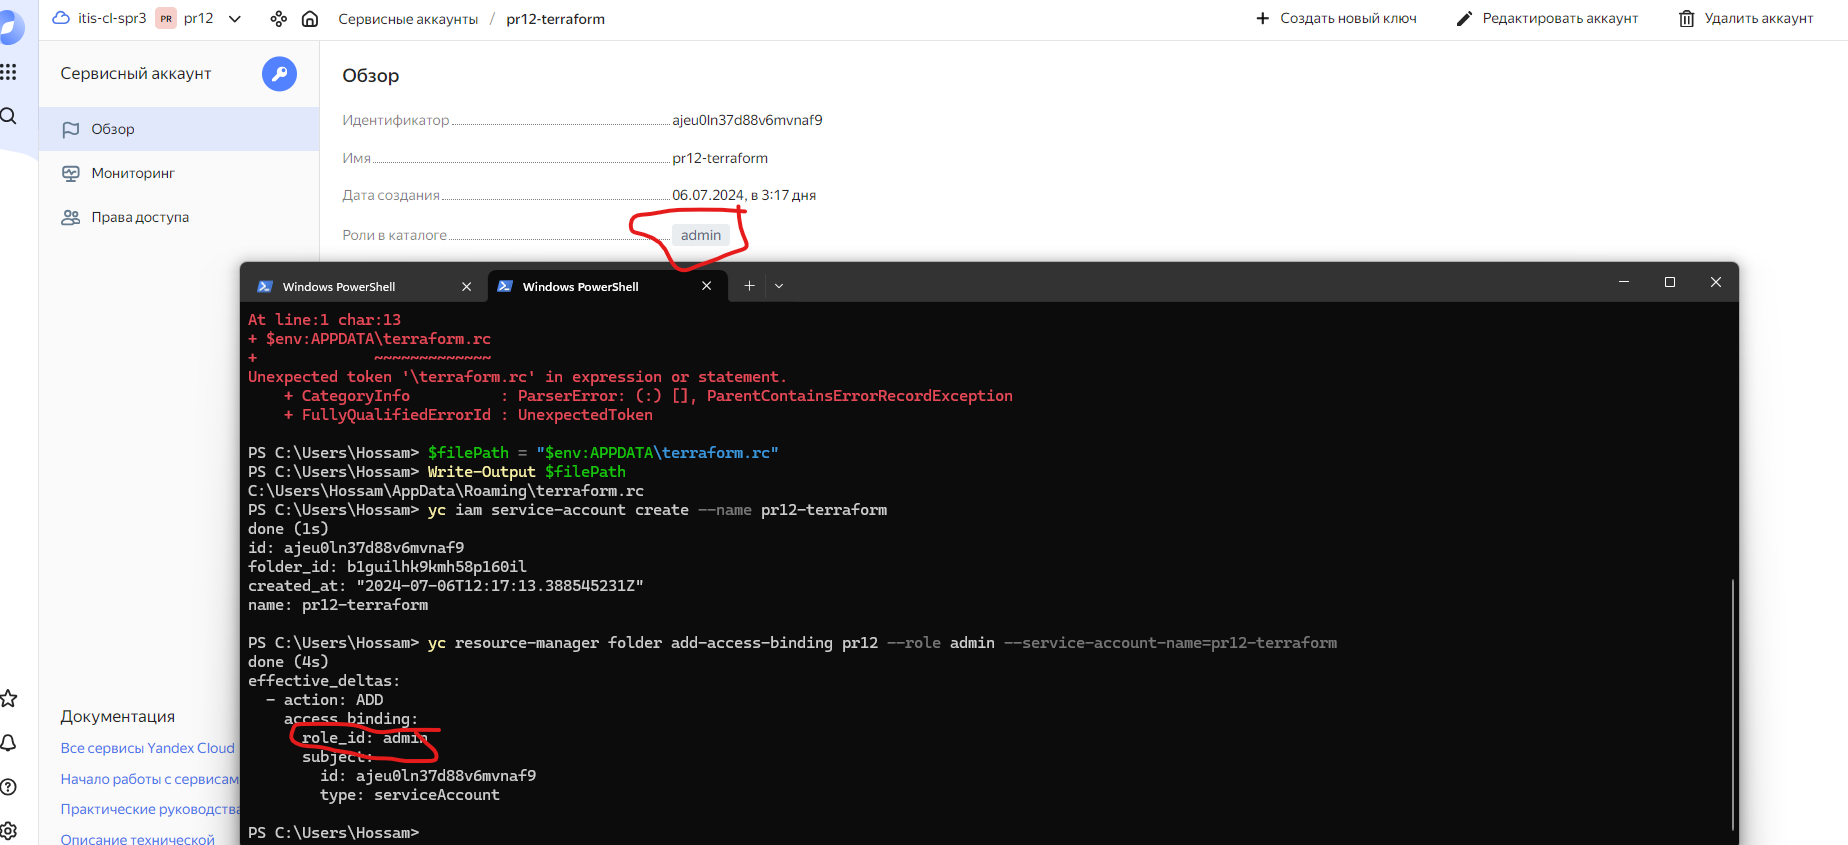 itis-cl-spr3 PR pr12 Сервисные аккаунты / pr12-terraform Создать новый ключ Редактировать аккаунт Удалить аккаунт
Сервисный аккаунт
Обзор
Мониторинг
Права доступа
Обзор
Идентификатор ajeu0ln37d88v6mvnaf9
Имя pr12-terraform
Дата создания 06.07.2024, в 3:17 дня
Роли в каталоге admin
Windows PowerShell
Windows PowerShell
At line:1 char:13
+ $env:APPDATA\terraform.rc
+             ~~~~~~~~~~~~~
Unexpected token '\terraform.rc' in expression or statement.
    + CategoryInfo          : ParserError: (:) [], ParentContainsErrorRecordException
    + FullyQualifiedErrorId : UnexpectedToken
PS C:\Users\Hossam> $filePath = "$env:APPDATA\terraform.rc"
PS C:\Users\Hossam> Write-Output $filePath
C:\Users\Hossam\AppData\Roaming\terraform.rc
PS C:\Users\Hossam> yc iam service-account create --name pr12-terraform
done (1s)
id: ajeu0ln37d88v6mvnaf9
folder_id: b1guilhk9kmh58p160il
created_at: "2024-07-06T12:17:13.388545231Z"
name: pr12-terraform
PS C:\Users\Hossam> yc resource-manager folder add-access-binding pr12 --role admin --service-account-name=pr12-terraform
done (4s)
effective_deltas:
  - action: ADD
    access_binding:
      role_id: admin
      subject:
        id: ajeu0ln37d88v6mvnaf9
        type: serviceAccount
PS C:\Users\Hossam>
Документация
Все сервисы Yandex Cloud
Начало работы с сервисам
Практические руководства
Описание технической